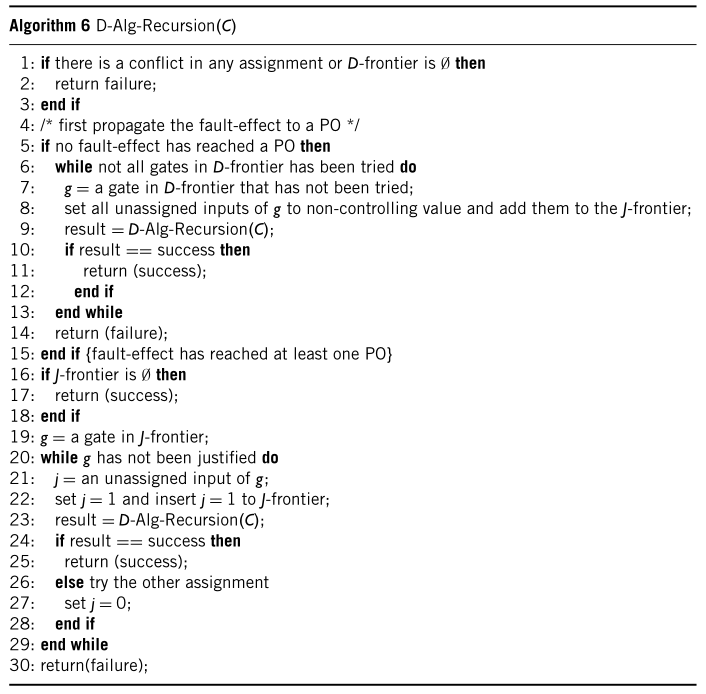 Algorithm 6 D-Alg-Recursion(C)
1: if there is a conflict in any assignment or D-frontier is ∅ then
2: return failure;
3: end if
4: /* first propagate the fault-effect to a PO */
5: if no fault-effect has reached a PO then
6: while not all gates in D-frontier has been tried do
7: g = a gate in D-frontier that has not been tried;
8: set all unassigned inputs of g to non-controlling value and add them to the J-frontier;
9: result = D-Alg-Recursion(C);
10: if result == success then
11: return (success);
12: end if
13: end while
14: return (failure);
15: end if {fault-effect has reached at least one PO}
16: if J-frontier is ∅ then
17: return (success);
18: end if
19: g = a gate in J-frontier;
20: while g has not been justified do
21: j = an unassigned input of g;
22: set j = 1 and insert j = 1 to J-frontier;
23: result = D-Alg-Recursion(C);
24: if result == success then
25: return (success);
26: else try the other assignment
27: set j = 0;
28: end if
29: end while
30: return(failure);